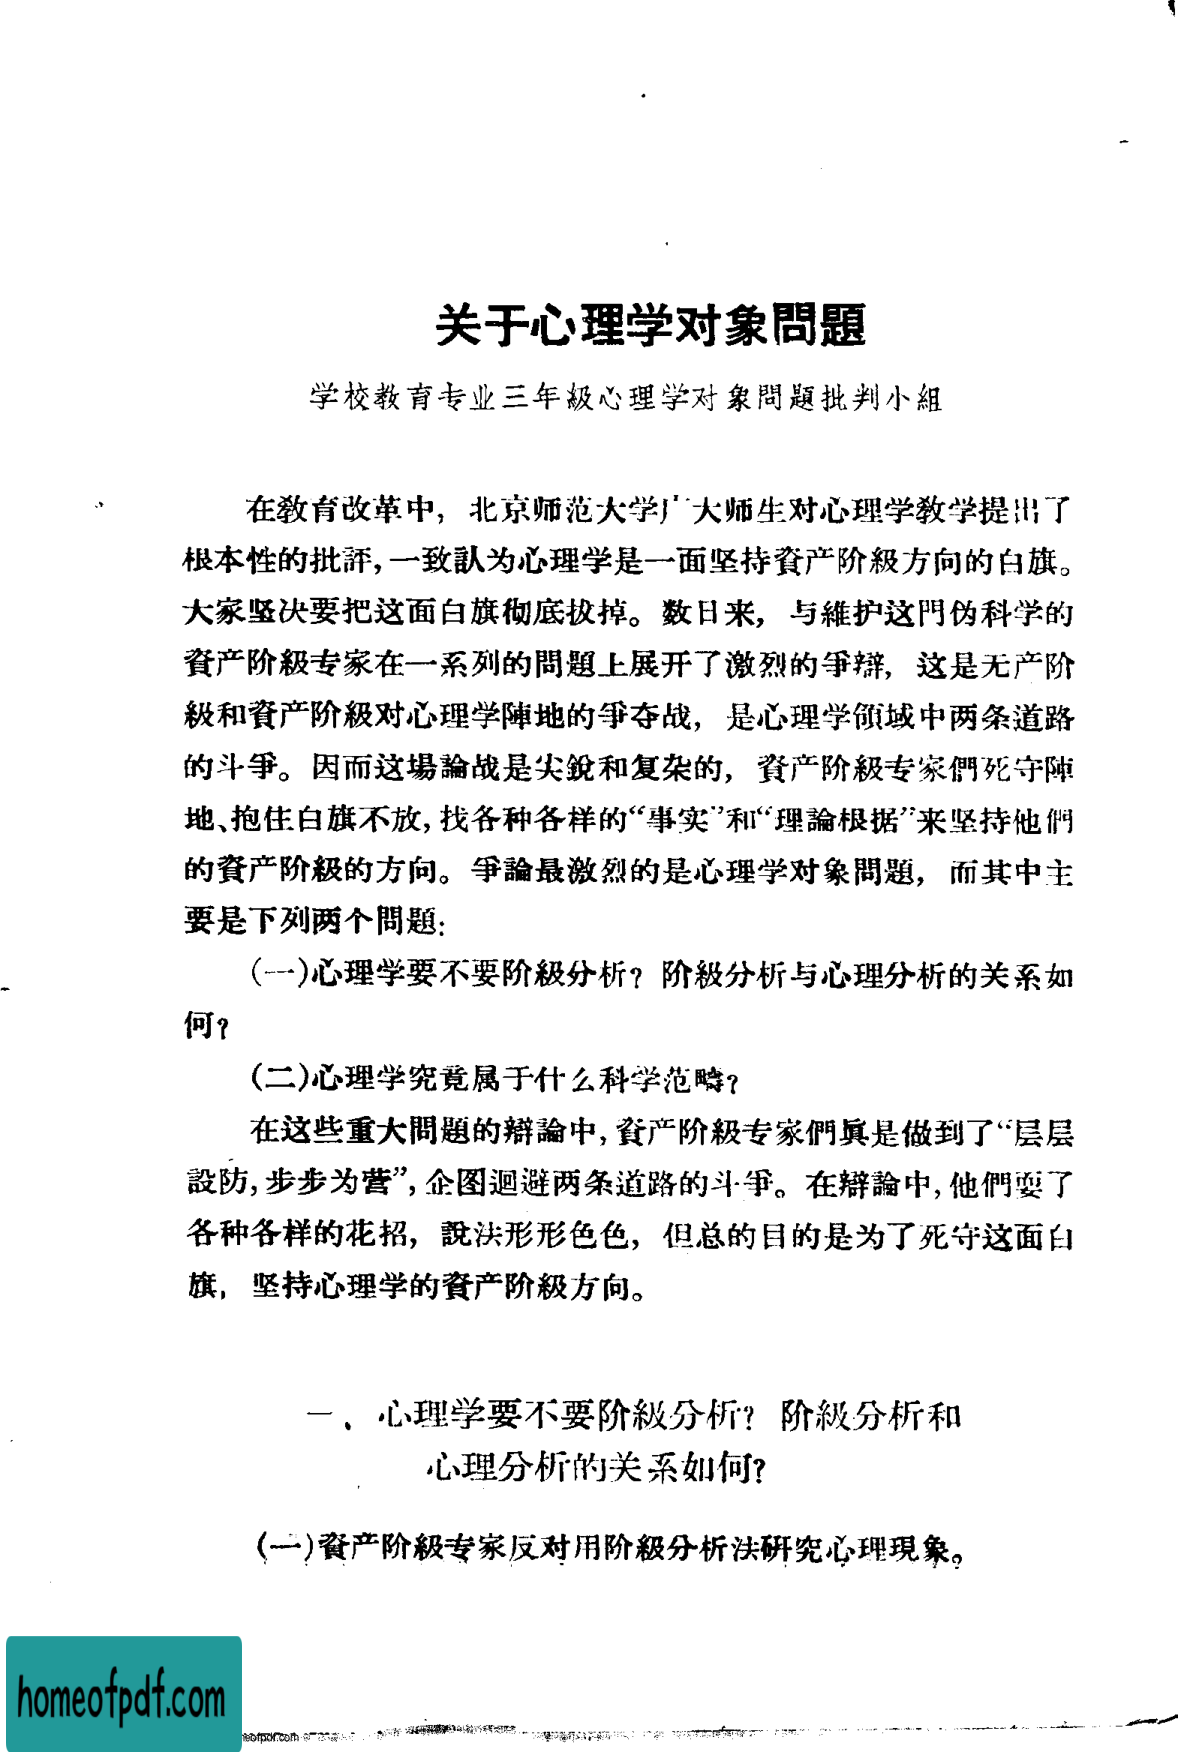 关于心理学对象問題
学校教育专业三年級心理学对象問題批判小組
在教育改革中，北京师范大学广大师生对心理学教学提出了
根本性的批評，一致認为心理学是一面坚持資产阶級方向的白旗。
大家坚决要把这面白旗彻底拔掉。数日来，与維护这門伪科学的
資产阶級专家在一系列的問題上展开了激烈的爭辯，这是无产阶
級和資产阶級对心理学陣地的爭夺战，是心理学領域中两条道路
的斗爭。因而这場論战是尖銳和复杂的，資产阶級专家們死守陣
地、抱住白旗不放，找各种各样的“事实”和“理論根据”来坚持他們
的資产阶級的方向。爭論最激烈的是心理学对象問題，而其中主
要是下列两个問題：
（一）心理学要不要阶級分析？阶級分析与心理分析的关系如
何？
（二）心理学究竟属于什么科学范疇？
在这些重大問題的辯論中，資产阶級专家們眞是做到了“层层
設防，步步为营”，企图迴避两条道路的斗爭。在辯論中，他們耍了
各种各样的花招，說法形形色色，但总的目的是为了死守这面白
旗，坚持心理学的資产阶級方向。
一、心理学要不要阶級分析？阶級分析和
心理分析的关系如何？
（一）資产阶級专家反对用阶級分析法研究心理現象。
homeofpdf.com